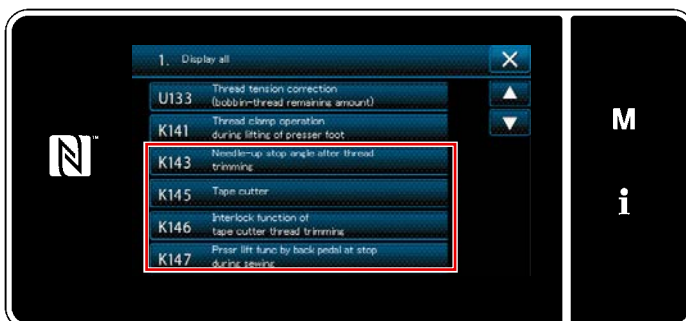 1. Display all
U133 Thread tension correction
(bobbin-thread remaining amount)
K141 Thread clamp operation
during lifting of presser foot
K143 Needle-up stop angle after thread
trimming
K145 Tape cutter
K146 Interlock function of
tape cutter thread trimming
K147 Prssr lift func by back pedal at stop
during sewing
M
i